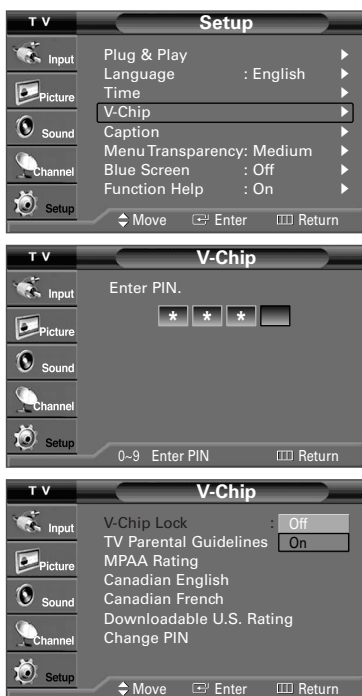 T V Setup
Input
Picture
Sound
Channel
Setup
Plug & Play
Language : English
Time
V-Chip
Caption
Menu Transparency: Medium
Blue Screen : Off
Function Help : On
Move Enter Return
T V V-Chip
Input
Picture
Sound
Channel
Setup
Enter PIN.
* * *
0~9 Enter PIN Return
T V V-Chip
Input
Picture
Sound
Channel
Setup
V-Chip Lock : Off
TV Parental Guidelines On
MPAA Rating
Canadian English
Canadian French
Downloadable U.S. Rating
Change PIN
Move Enter Return